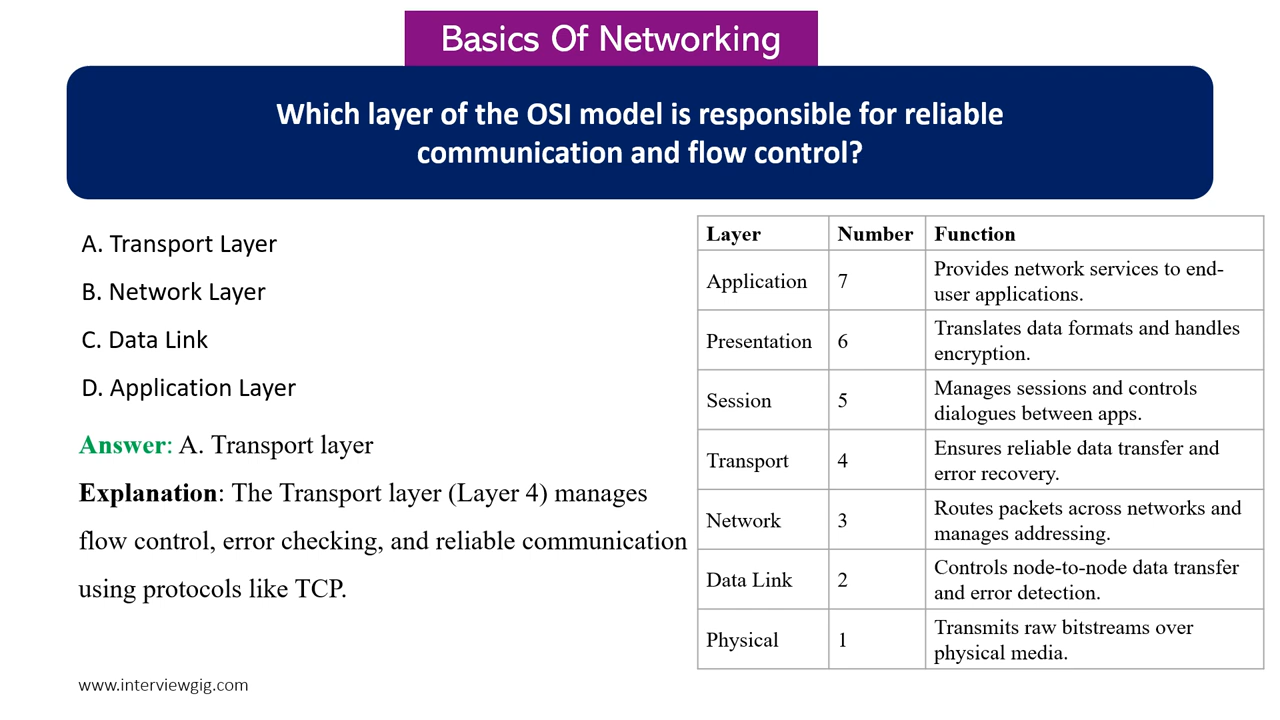 Basics Of Networking
Which layer of the OSI model is responsible for reliable
communication and flow control?
A. Transport Layer
B. Network Layer
C. Data Link
D. Application Layer
Answer: A. Transport layer
Explanation: The Transport layer (Layer 4) manages
flow control, error checking, and reliable communication
using protocols like TCP.
Layer Number Function
Application 7 Provides network services to end-
user applications.
Presentation 6 Translates data formats and handles
encryption.
Session 5 Manages sessions and controls
dialogues between apps.
Transport 4 Ensures reliable data transfer and
error recovery.
Network 3 Routes packets across networks and
manages addressing.
Data Link 2 Controls node-to-node data transfer
and error detection.
Physical 1 Transmits raw bitstreams over
physical media.
www.interviewgig.com